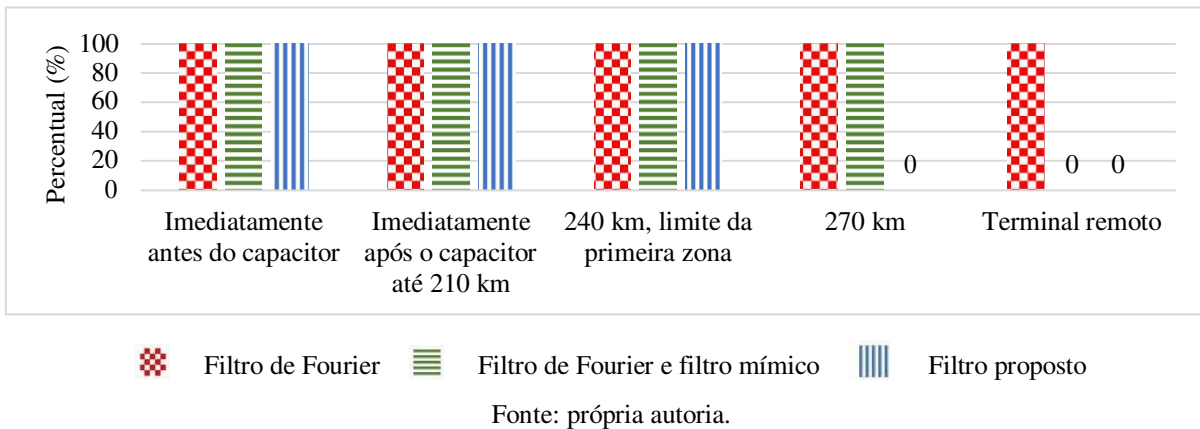 Percentual (%)
100
80
60
40
20
0
0
0
0
Imediatamente
antes do capacitor
Imediatamente
após o capacitor
até 210 km
240 km, limite da
primeira zona
270 km
Terminal remoto
Filtro de Fourier
Filtro de Fourier e filtro mímico
Filtro proposto
Fonte: própria autoria.